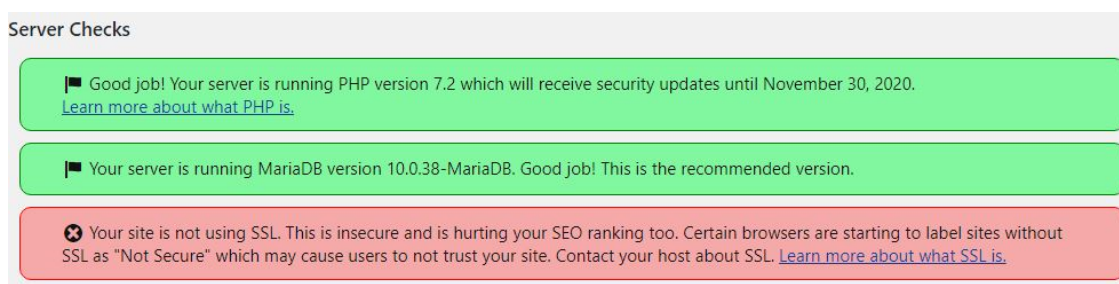 Server Checks
Good job! Your server is running PHP version 7.2 which will receive security updates until November 30, 2020.
Learn more about what PHP is.
Your server is running MariaDB version 10.0.38-MariaDB. Good job! This is the recommended version.
Your site is not using SSL. This is insecure and is hurting your SEO ranking too. Certain browsers are starting to label sites without
SSL as "Not Secure" which may cause users to not trust your site. Contact your host about SSL. Learn more about what SSL is.